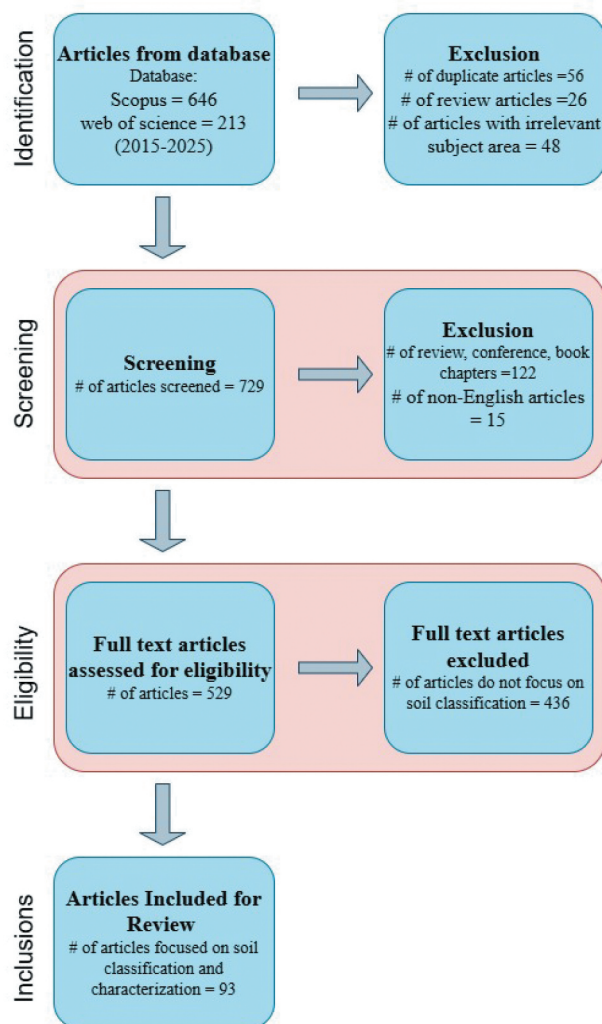 Identification
Articles from database
Database:
Scopus = 646
web of science = 213
(2015-2025)
Exclusion
# of duplicate articles =56
# of review articles =26
# of articles with irrelevant
subject area = 48
Screening
Screening
# of articles screened = 729
Exclusion
# of review, conference, book
chapters =122
# of non-English articles
= 15
Eligibility
Full text articles
assessed for eligibility
# of articles = 529
Full text articles
excluded
# of articles do not focus on
soil classification = 436
Inclusions
Articles Included for
Review
# of articles focused on soil
classification and
characterization = 93